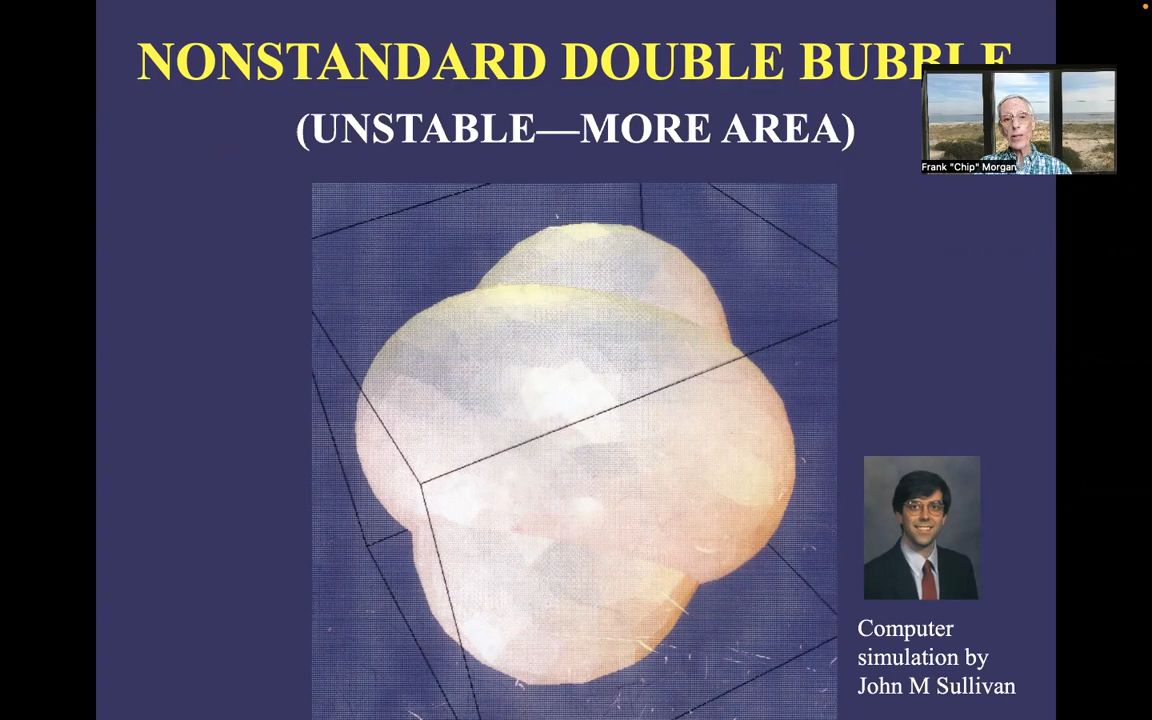 NONSTANDARD DOUBLE BUBBLE
(UNSTABLE—MORE AREA)
Frank "Chip" Morgan
Computer
simulation by
John M Sullivan